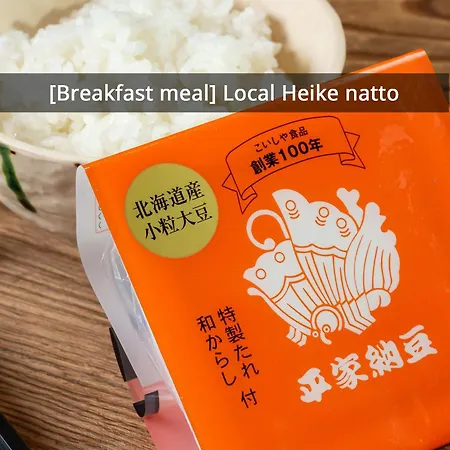 [Breakfast meal] Local Heike natto
こいしや食品
創業100年
北海道産
小粒大豆
特製たれ付
和からし
平家納豆